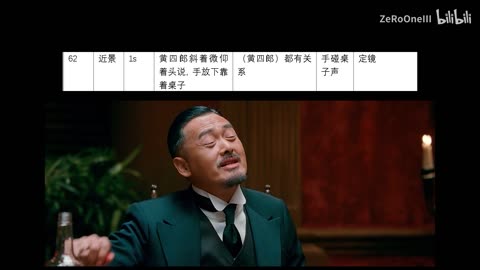 ZeRoOneIII bilibili
62 近景 1s 黄四郎斜着微仰 （黄四郎）都有关 手碰桌 定镜
着头说，手放下靠 系 子声
着桌子